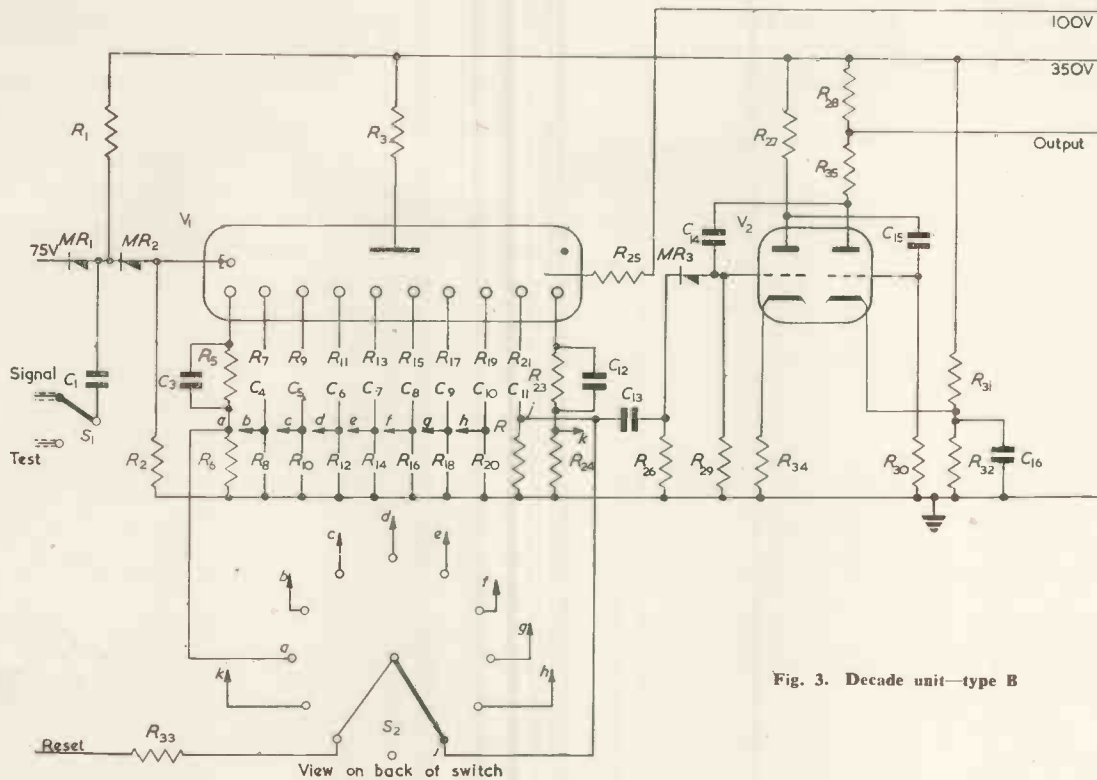 100V
350V
Output
R1
R3
R27
R28
R35
V1
V2
C14
C15
75V
MR1
MR2
MR3
R25
Signal
C1
S1
Test
R2
C3
R5
R7
R9
R11
R13
R15
R17
R19
R21
R23
C4
C5
C6
C7
C8
C9
C10
C11
C12
C13
a
b
c
d
e
f
g
h
R
k
R6
R8
R10
R12
R14
R16
R18
R20
R24
R26
R29
R34
R30
R31
R32
C16
d
c
e
b
f
g
a
k
h
S2
Reset
R33
View on back of switch
Fig. 3. Decade unit—type B